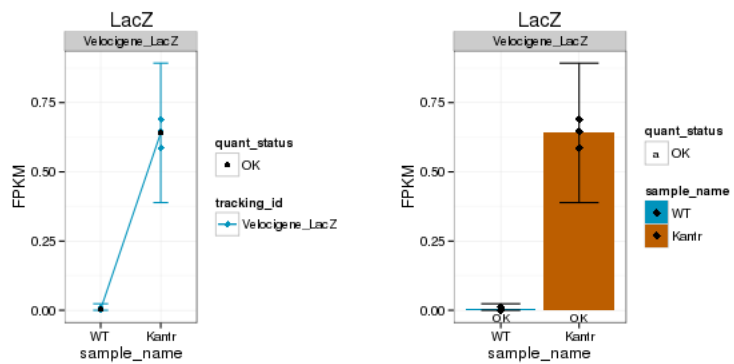 LacZ
Velocigene_LacZ
FPKM
0.75
0.50
0.25
0.00
WT
Kantr
sample_name
quant_status
OK
tracking_id
Velocigene_LacZ
LacZ
Velocigene_LacZ
FPKM
0.75
0.50
0.25
0.00
OK
OK
WT
Kantr
sample_name
quant_status
a OK
sample_name
WT
Kantr